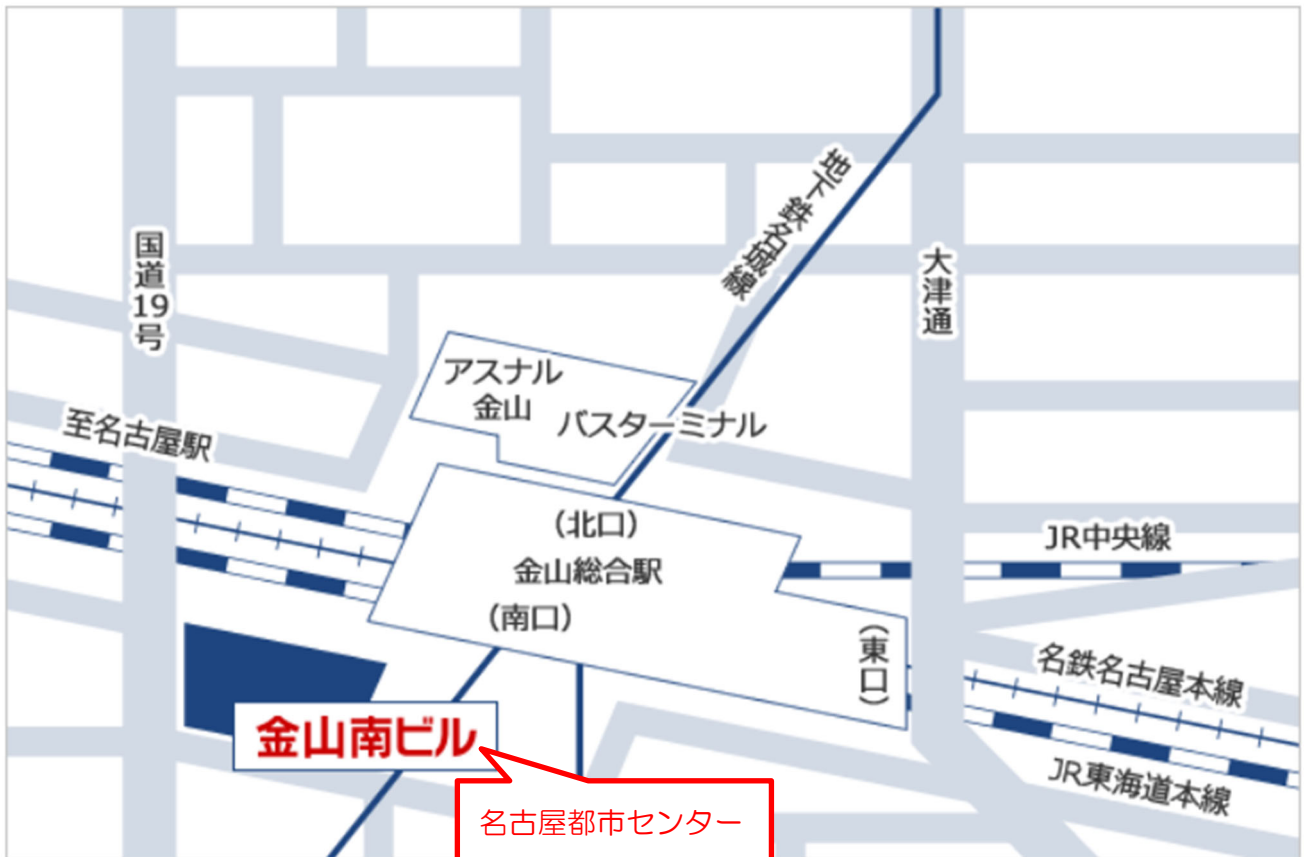 地下鉄名城線
国道19号
大津通
アスナル
金山
バスターミナル
至名古屋駅
(北口)
金山総合駅
(南口)
(東口)
JR中央線
名鉄名古屋本線
JR東海道本線
金山南ビル
名古屋都市センター